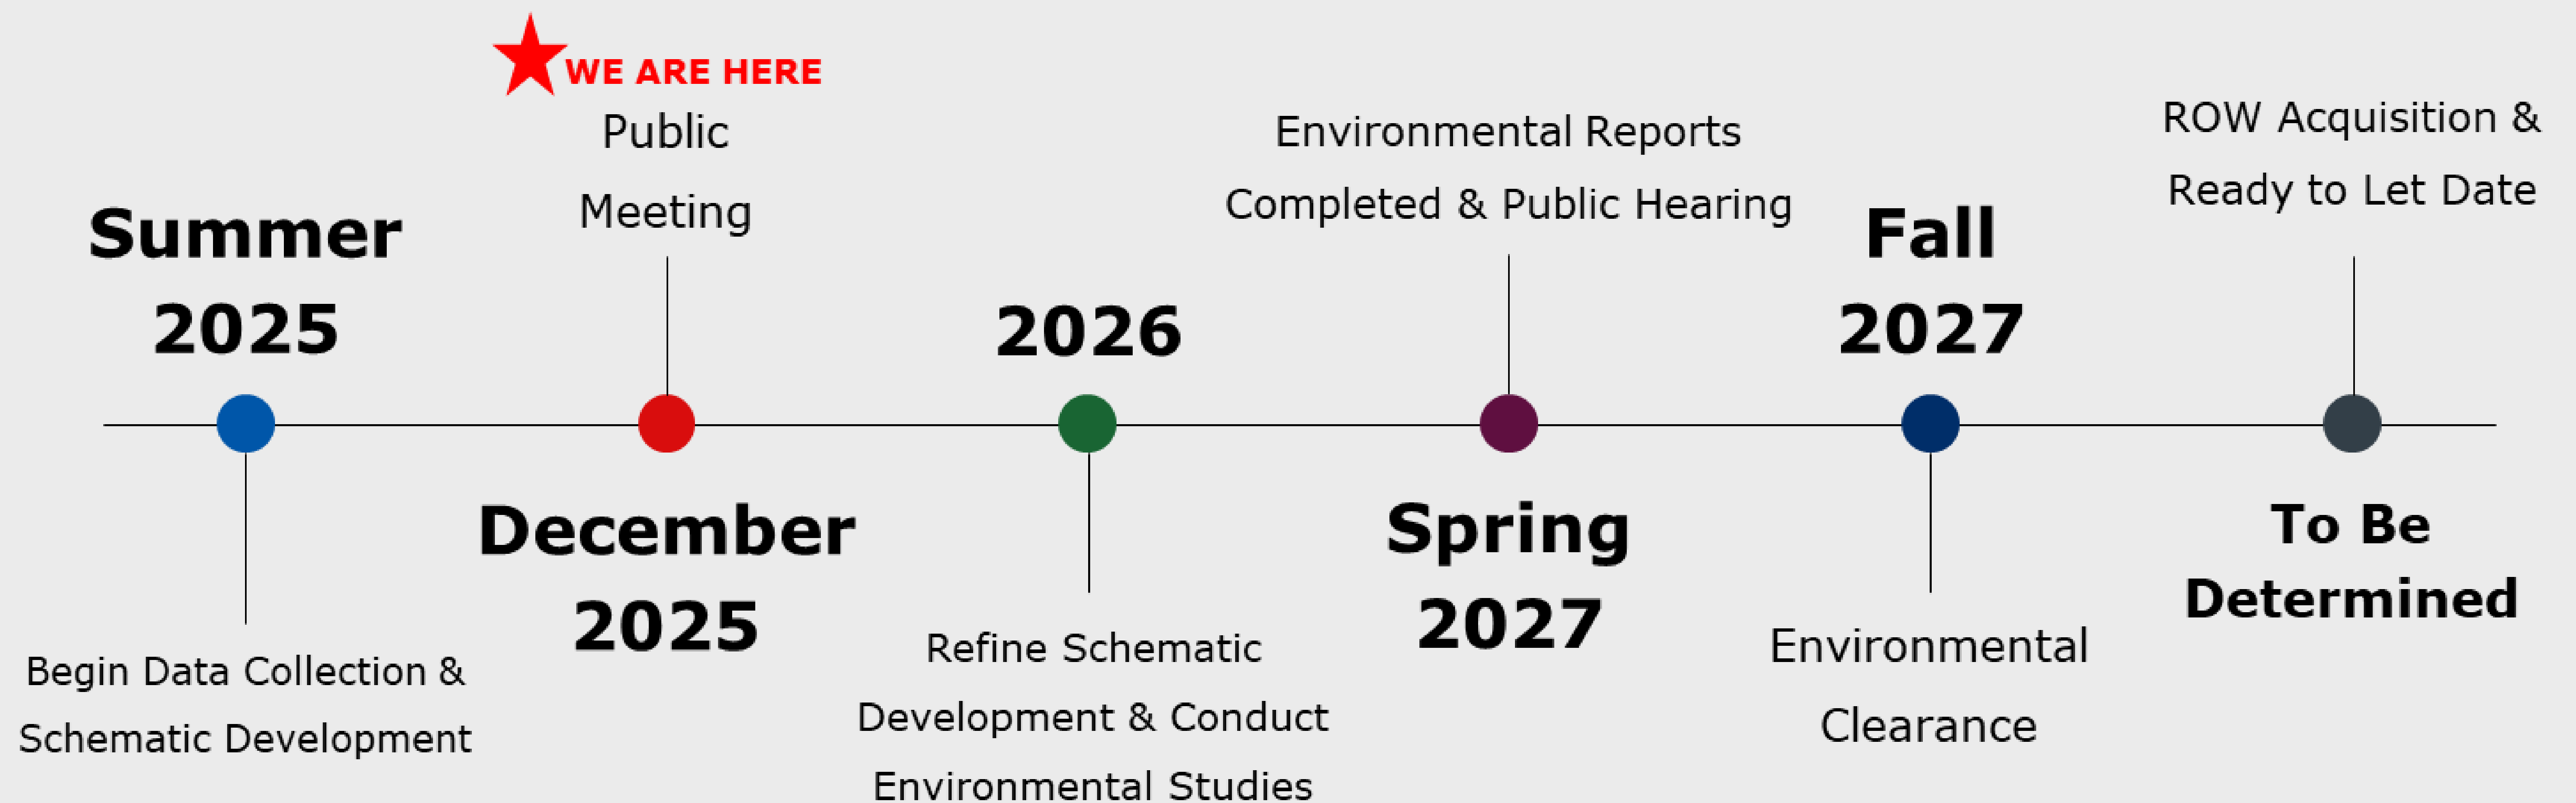 Summer
2025
Begin Data Collection &
Schematic Development
WE ARE HERE
Public
Meeting
December
2025
2026
Refine Schematic
Development & Conduct
Environmental Studies
Environmental Reports
Completed & Public Hearing
Spring
2027
Fall
2027
Environmental
Clearance
ROW Acquisition &
Ready to Let Date
To Be
Determined